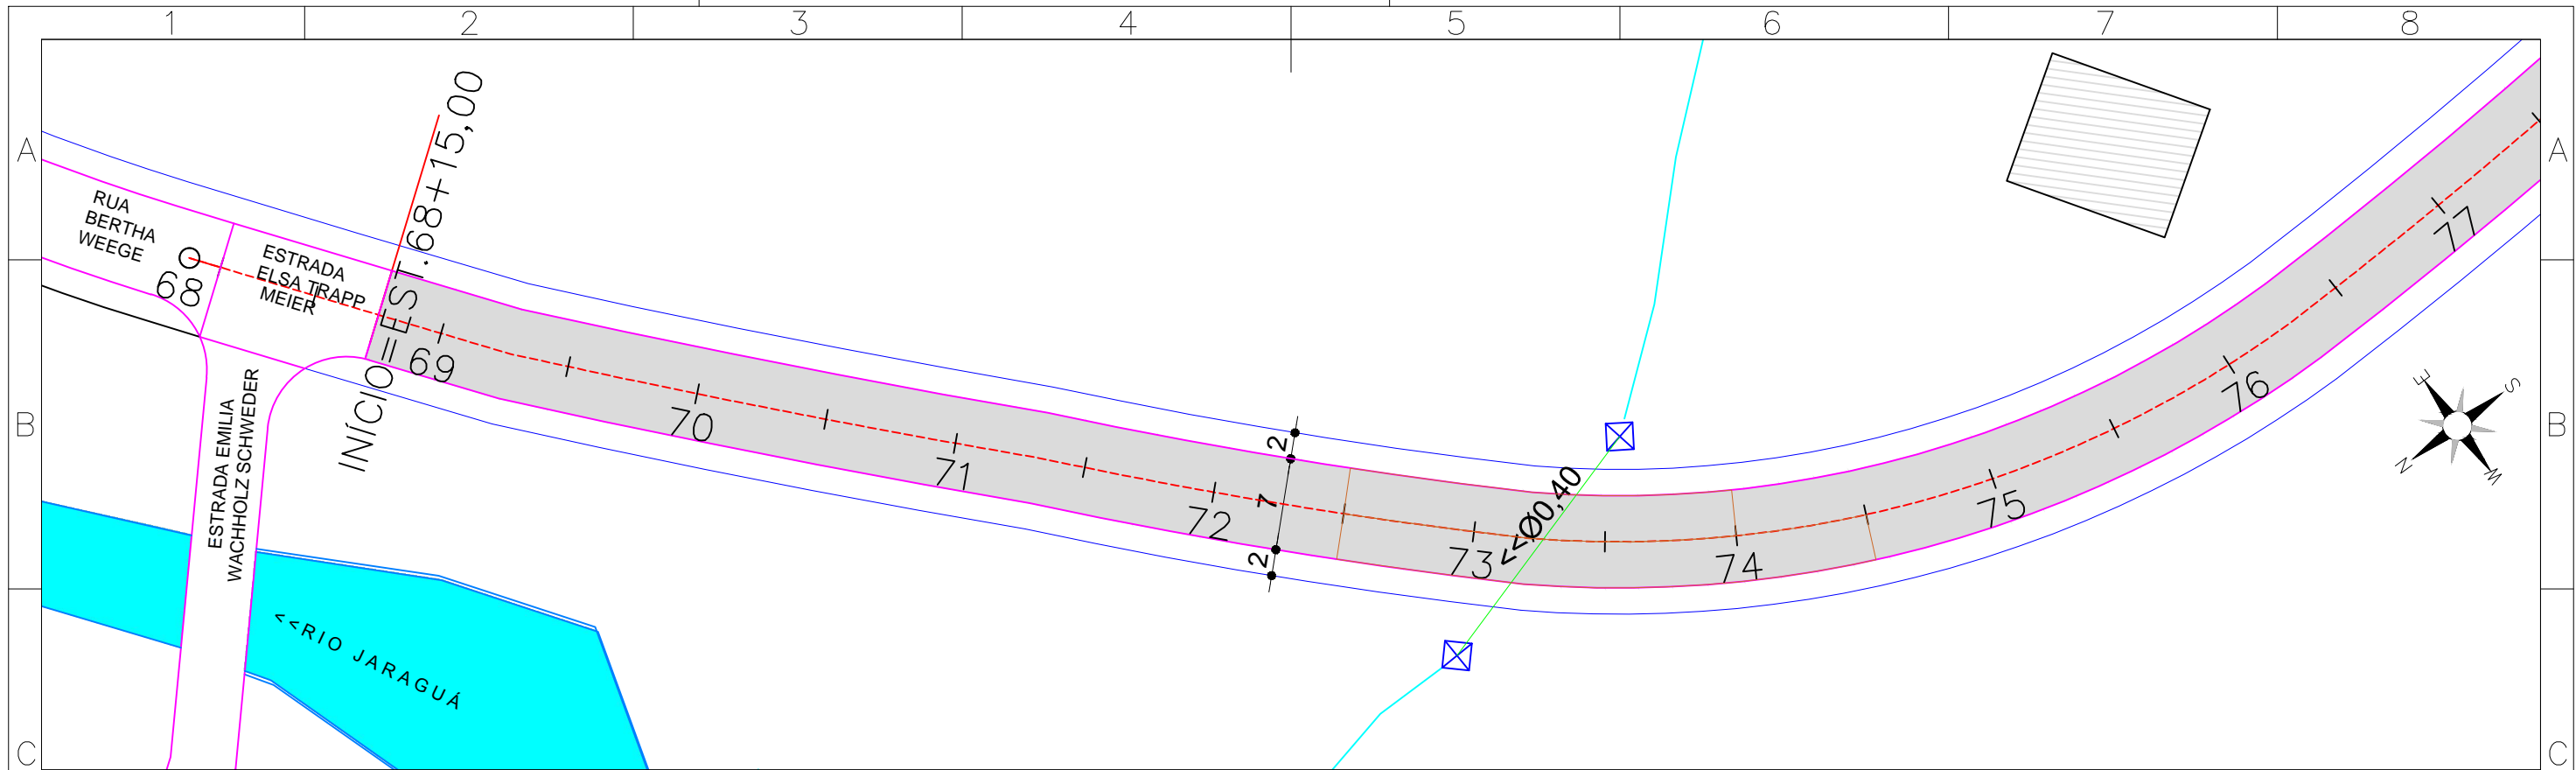 1 2 3 4 5 6 7 8
A A
RUA
BERTHA
WEEGE
68
ESTRADA
ELSA TRAPP
MEIER
INÍCIO=EST.68+15,00
69
70
71
72
73
74
75
76
77
2
7
2
<<Ø0,40
B B
E S
N W
ESTRADA EMILIA
WACHHOLZ SCHWEDER
<<RIO JARAGUÁ
C C